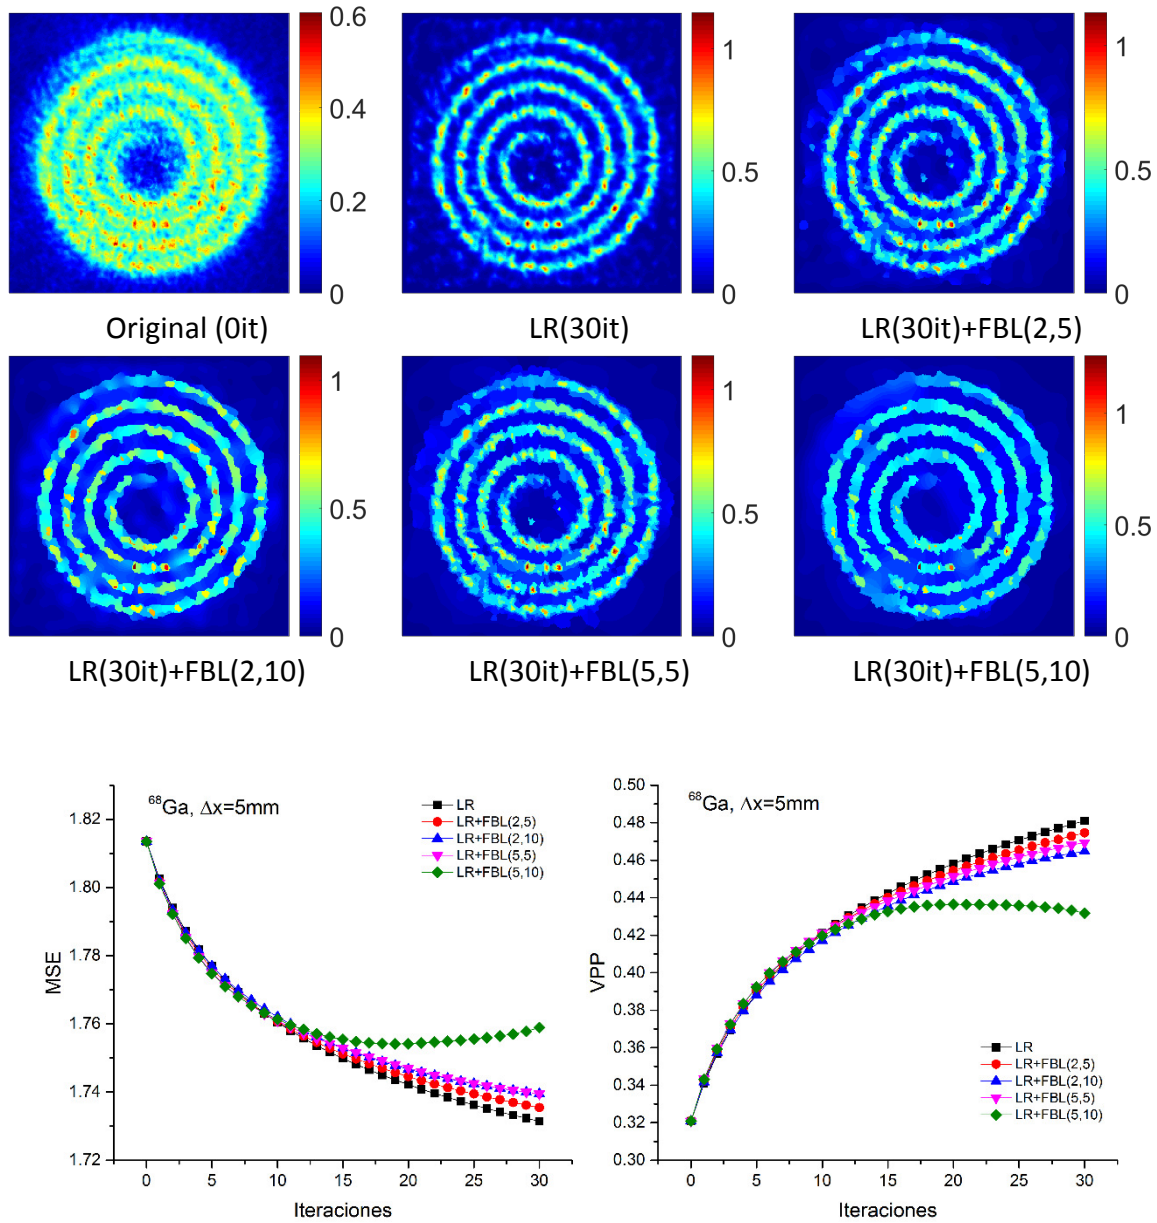 0.6
0.4
0.2
0
1
0.5
0
1
0.5
0
Original (0it)
LR(30it)
LR(30it)+FBL(2,5)
1
0.5
0
1
0.5
0
1
0.5
0
LR(30it)+FBL(2,10)
LR(30it)+FBL(5,5)
LR(30it)+FBL(5,10)
⁶⁸Ga, Δx=5mm
LR
LR+FBL(2,5)
LR+FBL(2,10)
LR+FBL(5,5)
LR+FBL(5,10)
MSE
1.82
1.80
1.78
1.76
1.74
1.72
0 5 10 15 20 25 30
Iteraciones
⁶⁸Ga, Λx=5mm
VPP
0.50
0.48
0.46
0.44
0.42
0.40
0.38
0.36
0.34
0.32
0.30
LR
LR+FBL(2,5)
LR+FBL(2,10)
LR+FBL(5,5)
LR+FBL(5,10)
0 5 10 15 20 25 30
Iteraciones